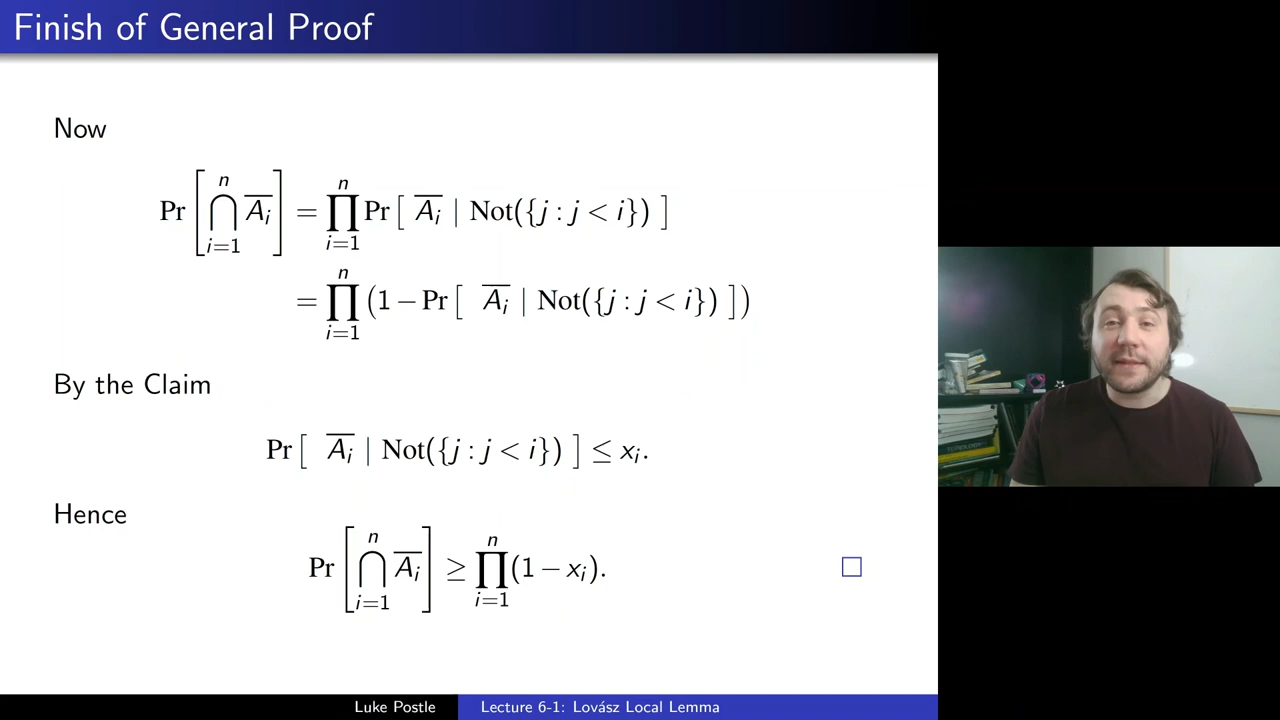 Finish of General Proof
Now
Pr[⋂_{i=1}^{n} \overline{A_i}] = ∏_{i=1}^{n} Pr[ \overline{A_i} | Not({j : j < i}) ]
= ∏_{i=1}^{n} (1 − Pr[ \overline{A_i} | Not({j : j < i}) ])
By the Claim
Pr[ \overline{A_i} | Not({j : j < i}) ] ≤ x_i.
Hence
Pr[⋂_{i=1}^{n} \overline{A_i}] ≥ ∏_{i=1}^{n} (1 − x_i). □
Luke Postle Lecture 6-1: Lovász Local Lemma